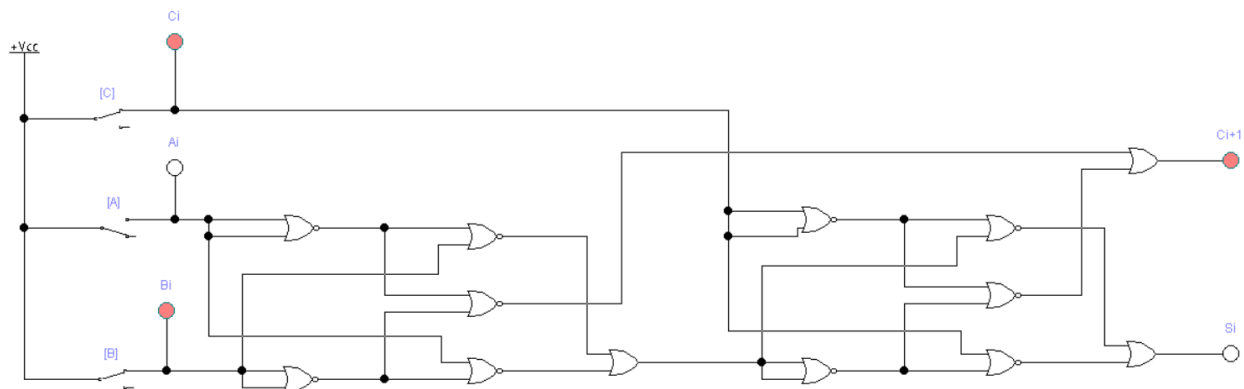 Ci
+Vcc
[C]
Ai
Ci+1
[A]
Bi
Si
[B]